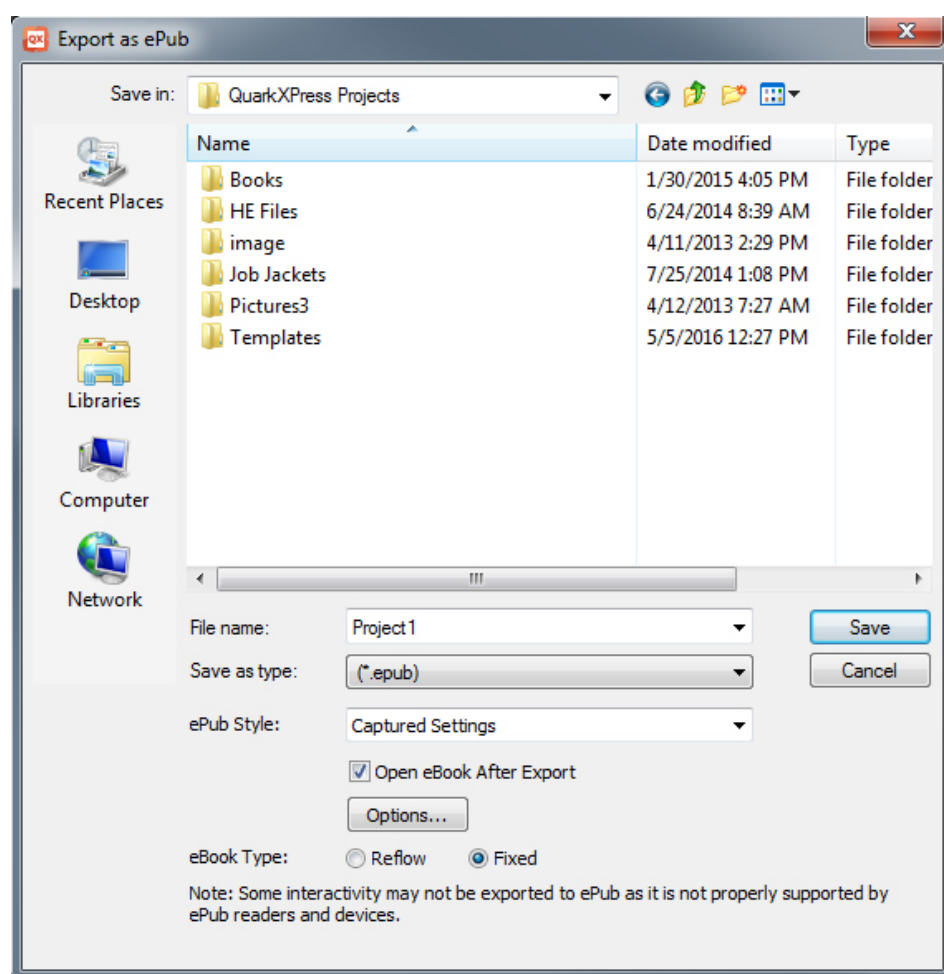 QX Export as ePub
Save in: QuarkXPress Projects
Name Date modified Type
Books 1/30/2015 4:05 PM File folder
HE Files 6/24/2014 8:39 AM File folder
image 4/11/2013 2:29 PM File folder
Job Jackets 7/25/2014 1:08 PM File folder
Pictures3 4/12/2013 7:27 AM File folder
Templates 5/5/2016 12:27 PM File folder
Recent Places
Desktop
Libraries
Computer
Network
File name: Project1 Save
Save as type: (*.epub) Cancel
ePub Style: Captured Settings
Open eBook After Export
Options...
eBook Type: Reflow Fixed
Note: Some interactivity may not be exported to ePub as it is not properly supported by
ePub readers and devices.